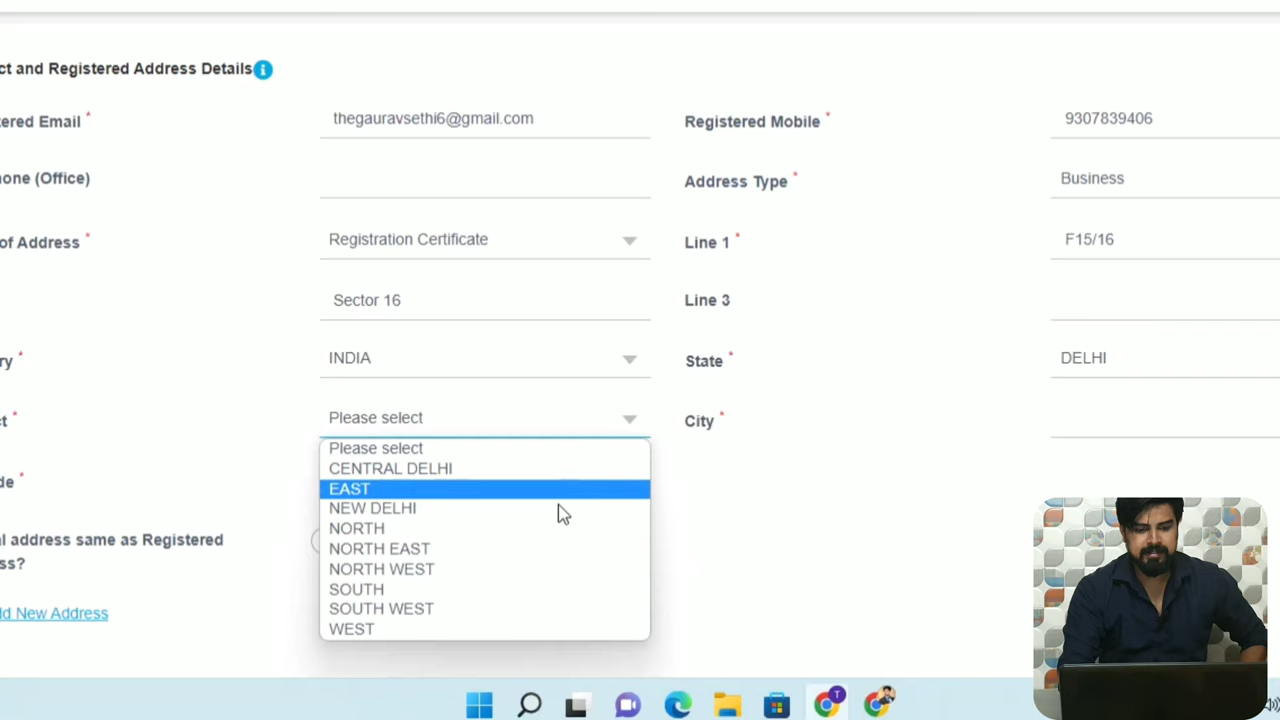 ct and Registered Address Details i
ered Email * thegauravsethi6@gmail.com Registered Mobile * 9307839406
hone (Office) Address Type * Business
of Address * Registration Certificate Line 1 * F15/16
Sector 16 Line 3
ry * INDIA State * DELHI
ct * Please select City *
Please select
CENTRAL DELHI
de * EAST
NEW DELHI
NORTH
al address same as Registered
ss?
NORTH EAST
NORTH WEST
SOUTH
SOUTH WEST
dd New Address
WEST
T